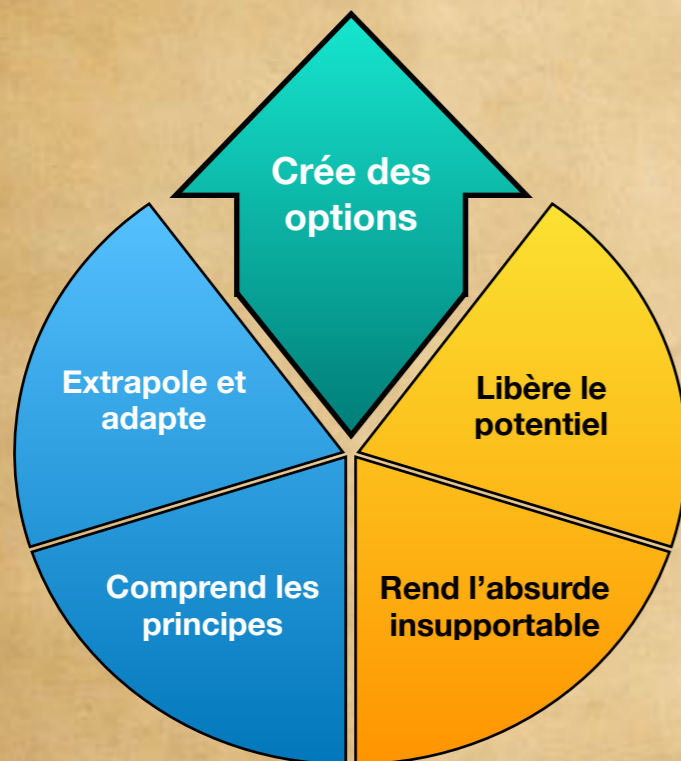 Crée des
options
Extrapole et
adapte
Libère le
potentiel
Comprend les
principes
Rend l’absurde
insupportable